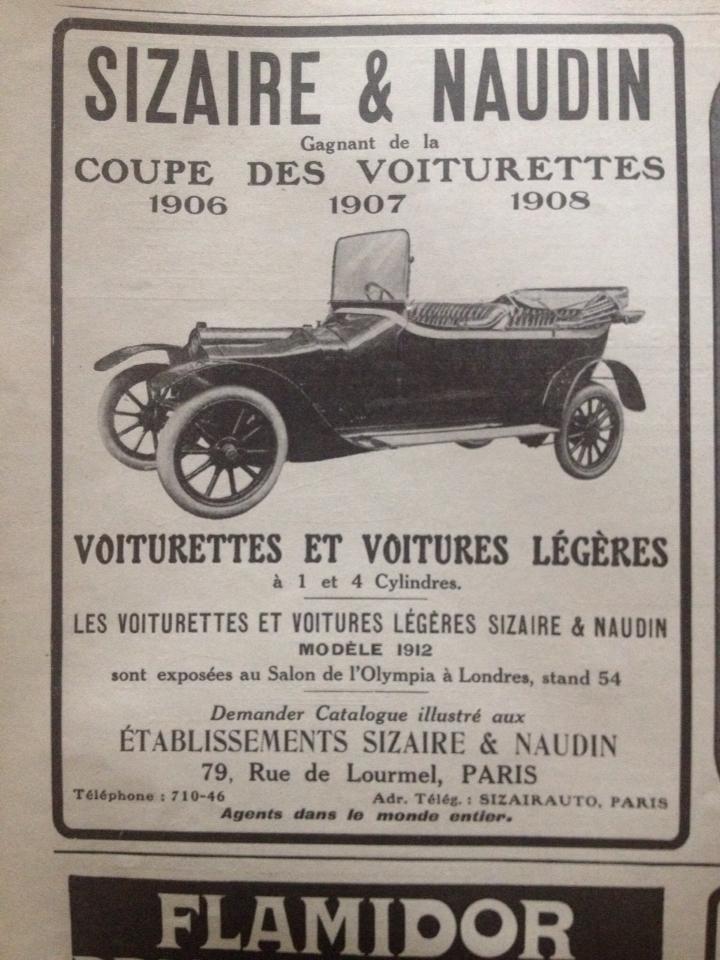 SIZAIRE & NAUDIN
Gagnant de la
COUPE DES VOITURETTES
1906 1907 1908
VOITURETTES ET VOITURES LÉGÈRES
à 1 et 4 Cylindres.
LES VOITURETTES ET VOITURES LÉGÈRES SIZAIRE & NAUDIN
MODÈLE 1912
sont exposées au Salon de l'Olympia à Londres, stand 54
Demander Catalogue illustré aux
ÉTABLISSEMENTS SIZAIRE & NAUDIN
79, Rue de Lourmel, PARIS
Téléphone : 710-46 Adr. Télég. : SIZAIRAUTO, PARIS
Agents dans le monde entier.
FLAMIDOR